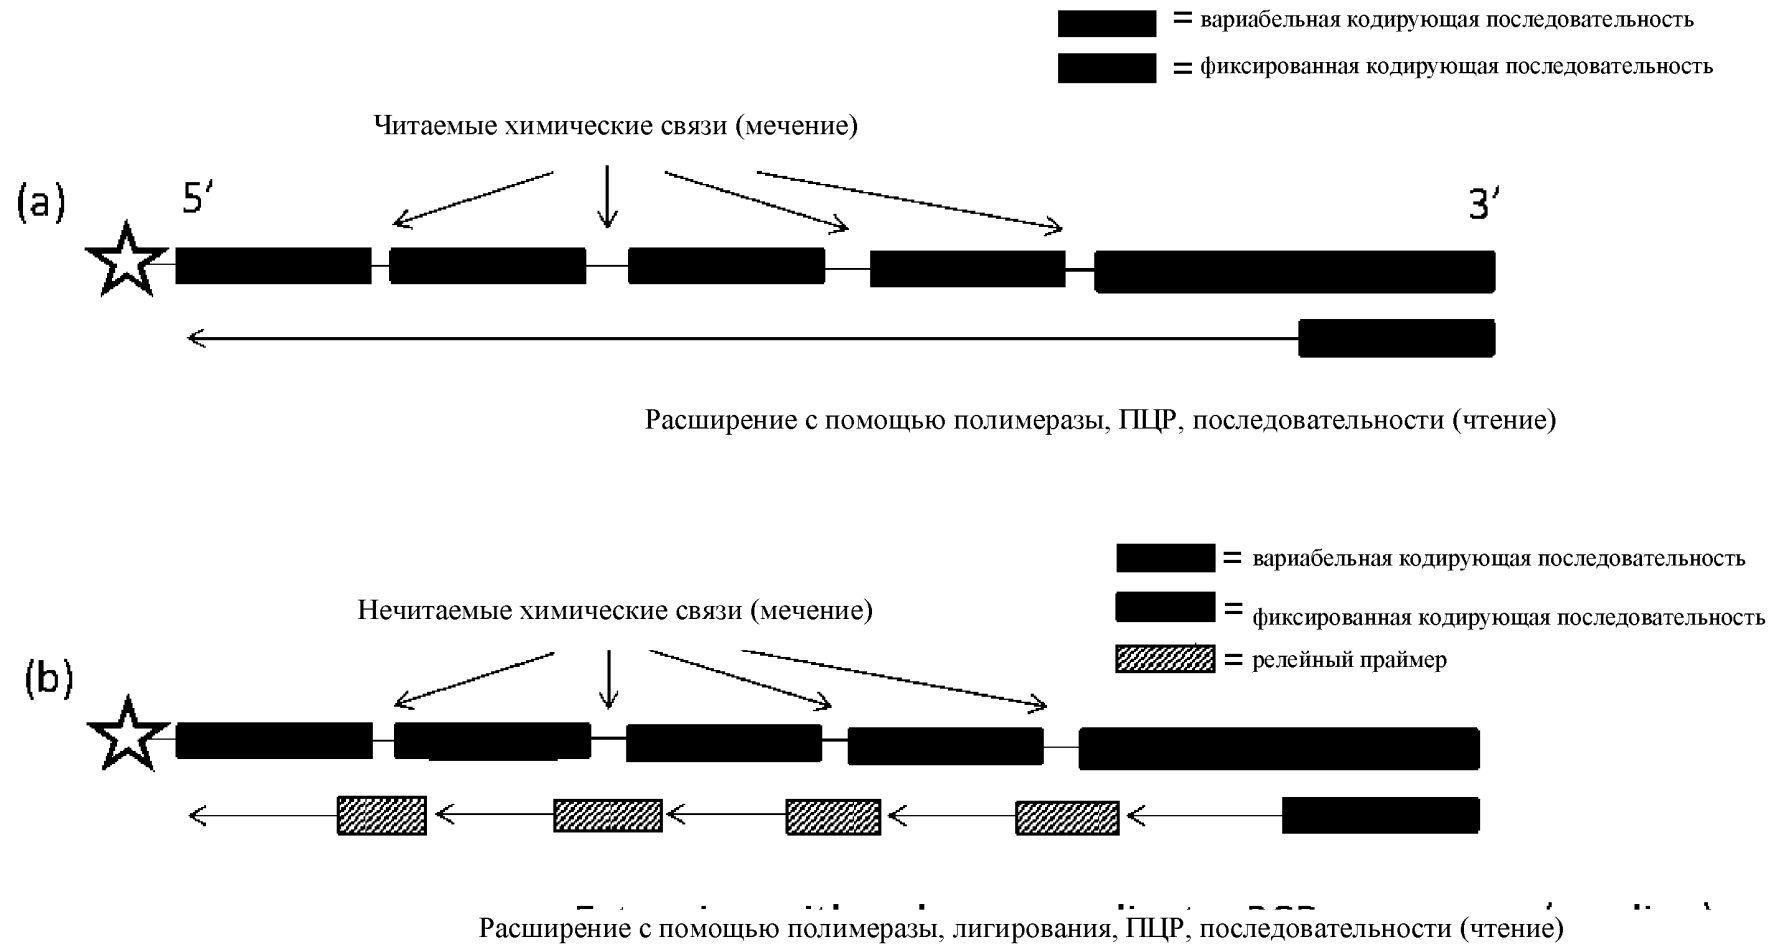 = вариабельная кодирующая последовательность
= фиксированная кодирующая последовательность
Читаемые химические связи (мечение)
(a)
5′
3′
Расширение с помощью полимеразы, ПЦР, последовательности (чтение)
= вариабельная кодирующая последовательность
= фиксированная кодирующая последовательность
= релейный праймер
Нечитаемые химические связи (мечение)
(b)
Расширение с помощью полимеразы, лигирования, ПЦР, последовательности (чтение)